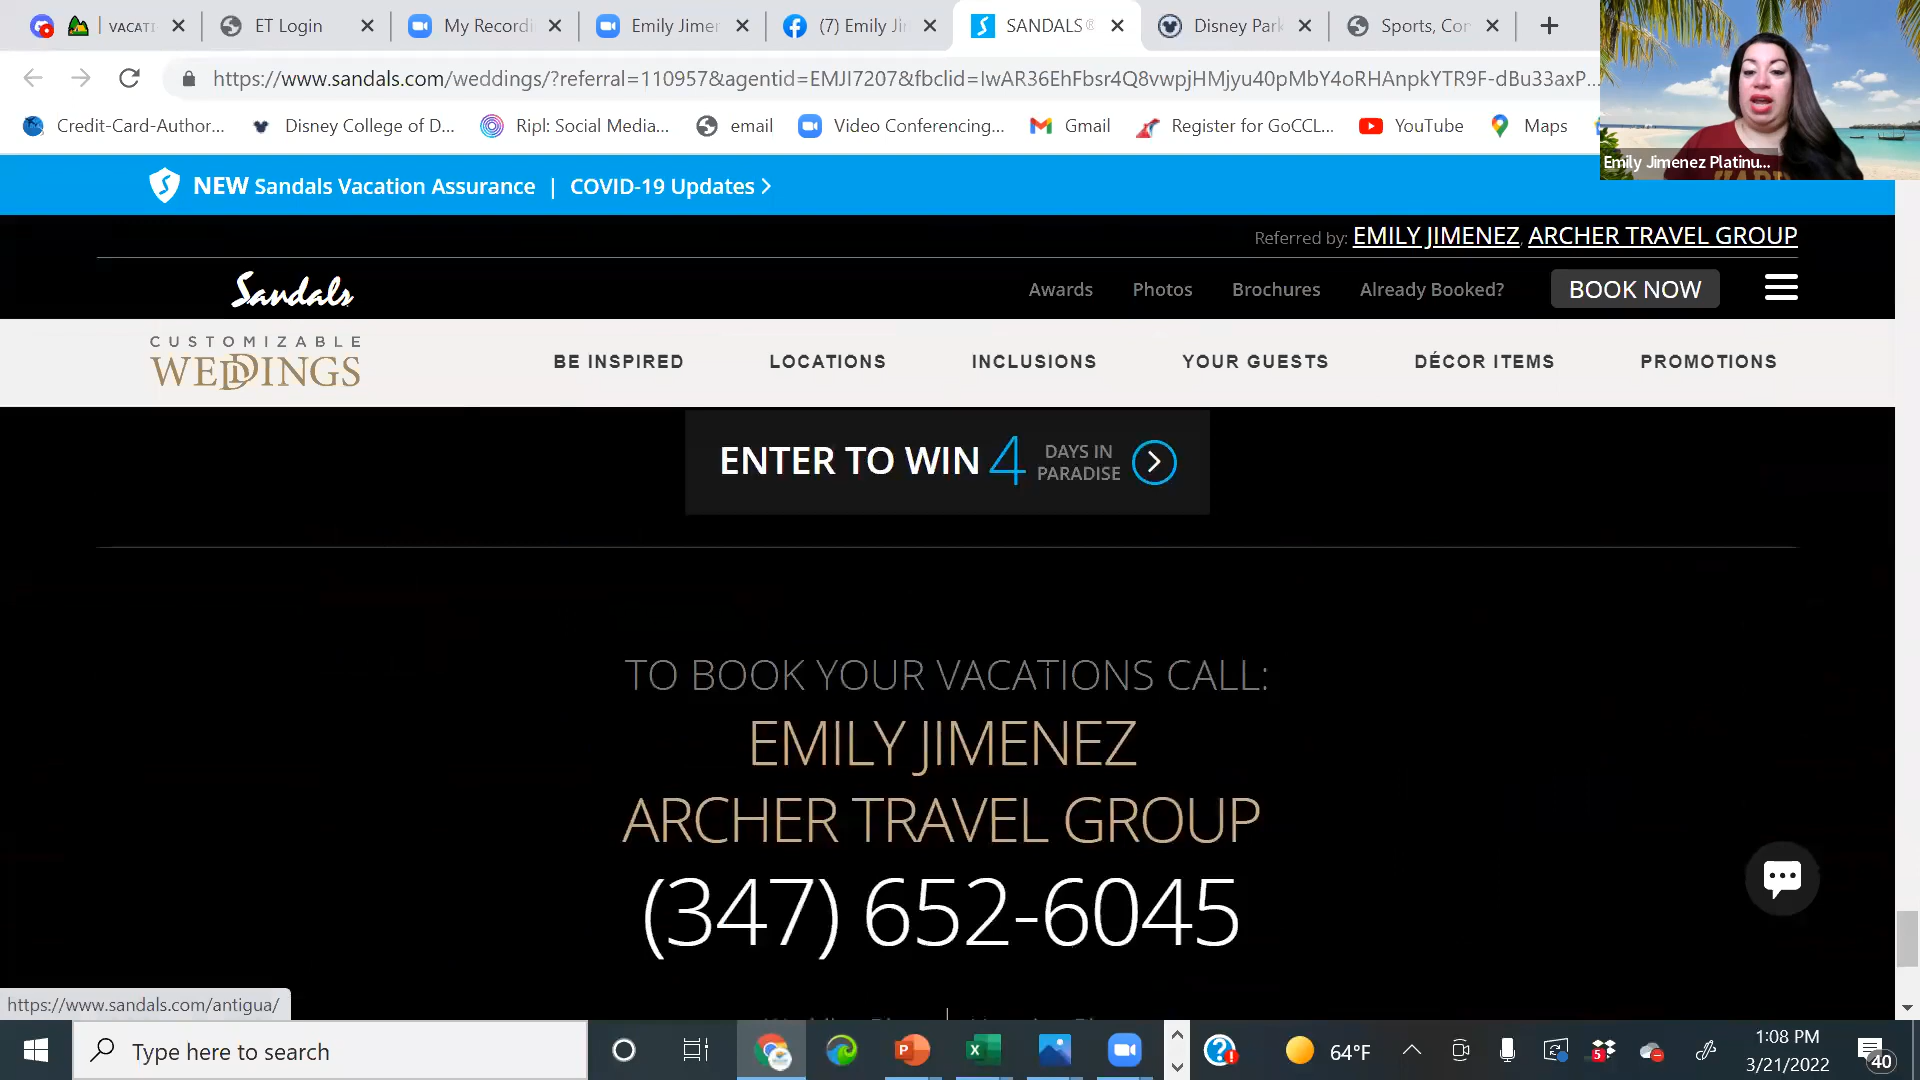 VACATI
ET Login
My Recordi
Emily Jimen
(7) Emily Jin
SANDALS®
Disney Park
Sports, Cor
https://www.sandals.com/weddings/?referral=110957&agentid=EMJI7207&fbclid=IwAR36EhFbsr4Q8vwpjHMjyu40pMbY4oRHAnpkYTR9F-dBu33axP...
Credit-Card-Author...
Disney College of D...
Ripl: Social Media...
email
Video Conferencing...
Gmail
Register for GoCCL...
YouTube
Maps
Emily Jimenez Platinu...
NEW Sandals Vacation Assurance | COVID-19 Updates >
Referred by: EMILY JIMENEZ, ARCHER TRAVEL GROUP
Sandals
Awards
Photos
Brochures
Already Booked?
BOOK NOW
CUSTOMIZABLE
WEDDINGS
BE INSPIRED
LOCATIONS
INCLUSIONS
YOUR GUESTS
DÉCOR ITEMS
PROMOTIONS
ENTER TO WIN 4 DAYS IN
PARADISE
TO BOOK YOUR VACATIONS CALL:
EMILY JIMENEZ
ARCHER TRAVEL GROUP
(347) 652-6045
https://www.sandals.com/antigua/
Type here to search
64°F
5
1:08 PM
3/21/2022
40